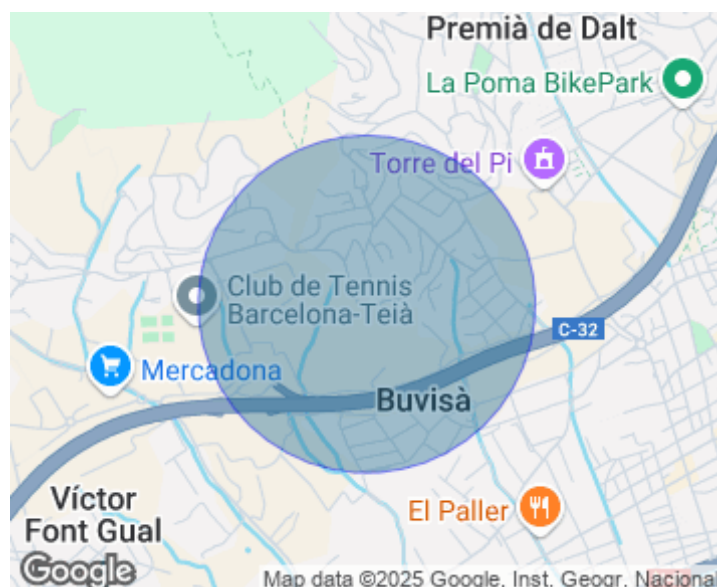 Premià de Dalt
La Poma BikePark
Torre del Pi
Club de Tennis
Barcelona-Teià
C-32
Mercadona
Buvisà
Víctor
Font Gual
El Paller
Google
Map data ©2025 Google, Inst. Geogr. Nacional